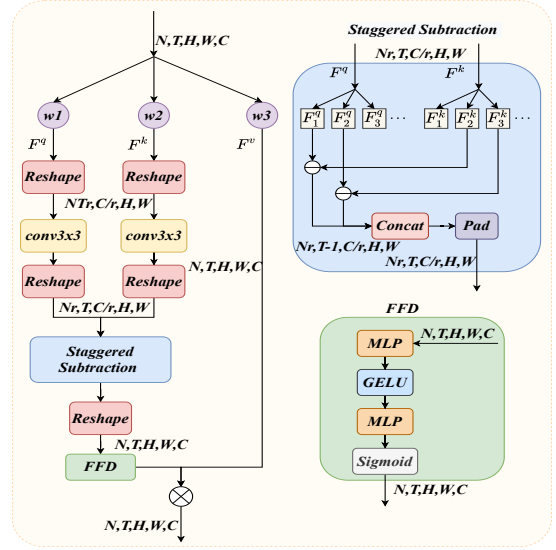 N,T,H,W,C
w1
w2
w3
F^q
F^k
F^v
Reshape
Reshape
NTr,C/r,H,W
conv3x3
conv3x3
N,T,H,W,C
Reshape
Reshape
Nr,T,C/r,H,W
Staggered
Subtraction
Reshape
N,T,H,W,C
FFD
N,T,H,W,C
Staggered Subtraction
Nr,T,C/r,H,W
F^q
F^k
F_1^q
F_2^q
F_3^q
...
F_1^k
F_2^k
F_3^k
...
Concat
Pad
Nr,T-1,C/r,H,W
Nr,T,C/r,H,W
FFD
N,T,H,W,C
MLP
GELU
MLP
Sigmoid
N,T,H,W,C